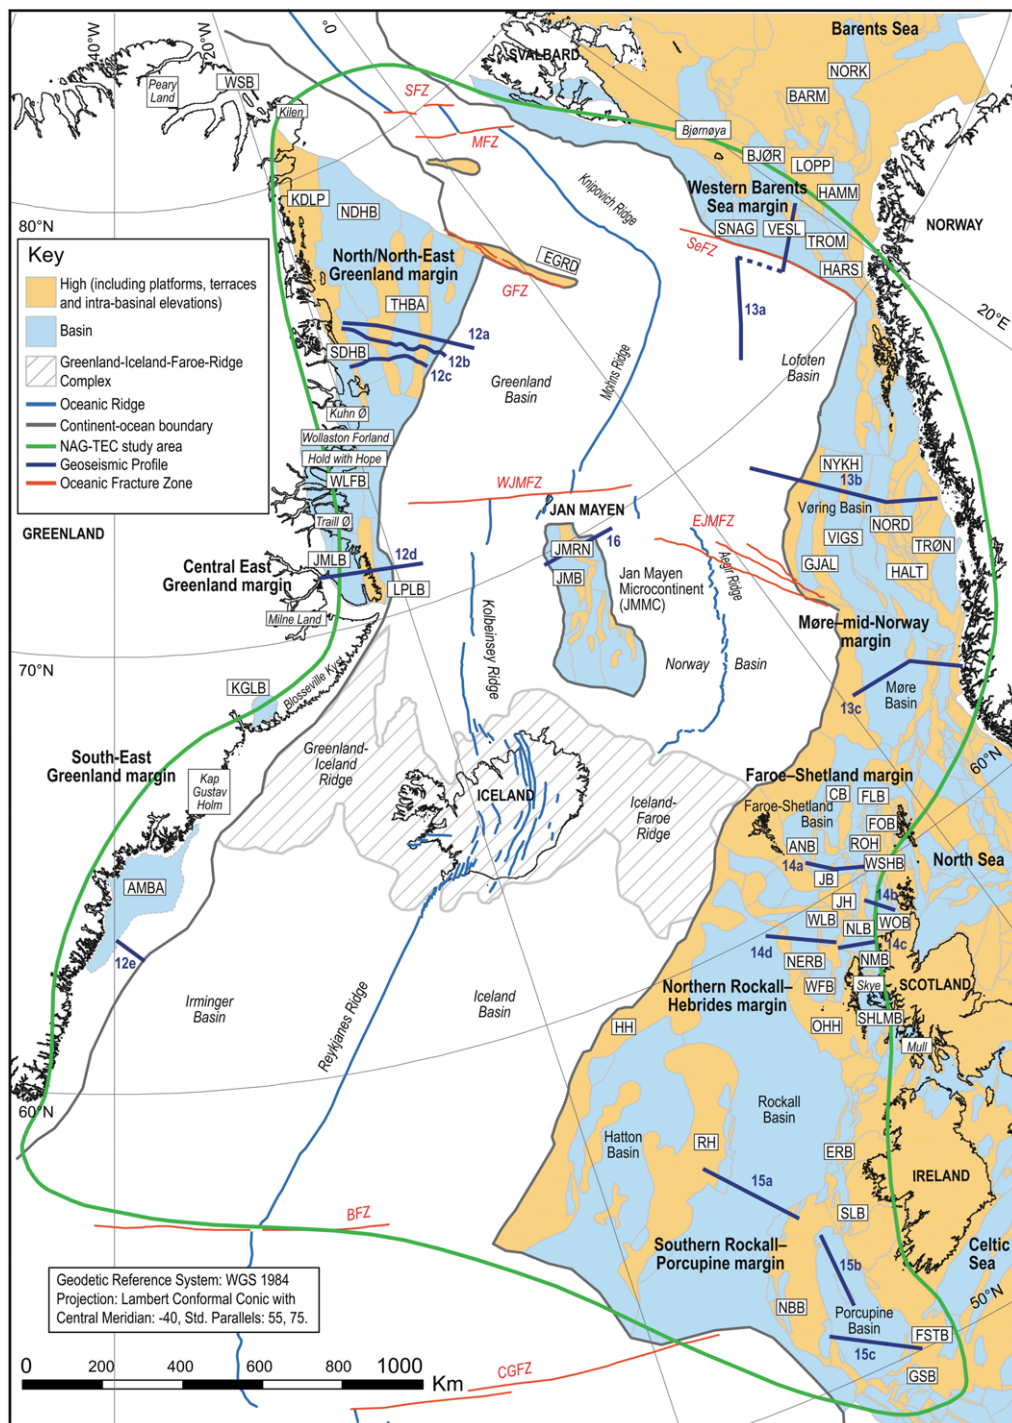 40°W
20°W
0°
Barents Sea
SVALBARD
NORK
Peary
Land
WSB
BARM
SFZ
Kilen
Bjørnøya
MFZ
BJØR
LOPP
Western Barents
Sea margin
HAMM
Knipovich Ridge
KDLP
NDHB
80°N
NORWAY
SNAG
VESL
TROM
SeFZ
North/North-East
Greenland margin
EGRD
HARS
GFZ
Key
High (including platforms, terraces
and intra-basinal elevations)
Basin
Greenland-Iceland-Faroe-Ridge
Complex
Oceanic Ridge
Continent-ocean boundary
NAG-TEC study area
Geoseismic Profile
Oceanic Fracture Zone
THBA
13a
20°E
12a
SDHB
12b
12c
Mohns Ridge
Lofoten
Basin
Greenland
Basin
Kuhn Ø
Wollaston Forland
Hold with Hope
NYKH
13b
WLFB
WJMFZ
Vøring Basin
JAN MAYEN
Traill Ø
EJMFZ
NORD
GREENLAND
VIGS
TRØN
JMRN
16
JMLB
12d
Central East
Greenland margin
GJAL
HALT
JMB
Aegir Ridge
Jan Mayen
Microcontinent
(JMMC)
LPLB
Milne Land
Møre–mid-Norway
margin
Kolbeinsey Ridge
70°N
Norway
Basin
KGLB
Blosseville Kyst
Møre
Basin
13c
South-East
Greenland margin
Greenland-
Iceland
Ridge
60°N
Faroe–Shetland margin
Kap
Gustav
Holm
ICELAND
CB
FLB
Iceland-
Faroe
Ridge
Faroe-Shetland
Basin
FOB
ANB
ROH
North Sea
14a
WSHB
JB
AMBA
JH
14b
WLB
WOB
NLB
14d
14c
12e
NERB
NMB
Northern Rockall–
Hebrides margin
WFB
Skye
SCOTLAND
Irminger
Basin
Iceland
Basin
Reykjanes Ridge
HH
OHH
SHLMB
Mull
60°N
Rockall
Basin
Hatton
Basin
RH
ERB
IRELAND
15a
SLB
BFZ
Southern Rockall–
Porcupine margin
Celtic
Sea
15b
Geodetic Reference System: WGS 1984
Projection: Lambert Conformal Conic with
Central Meridian: -40, Std. Parallels: 55, 75.
NBB
50°N
Porcupine
Basin
FSTB
15c
CGFZ
GSB
0 200 400 600 800 1000
Km